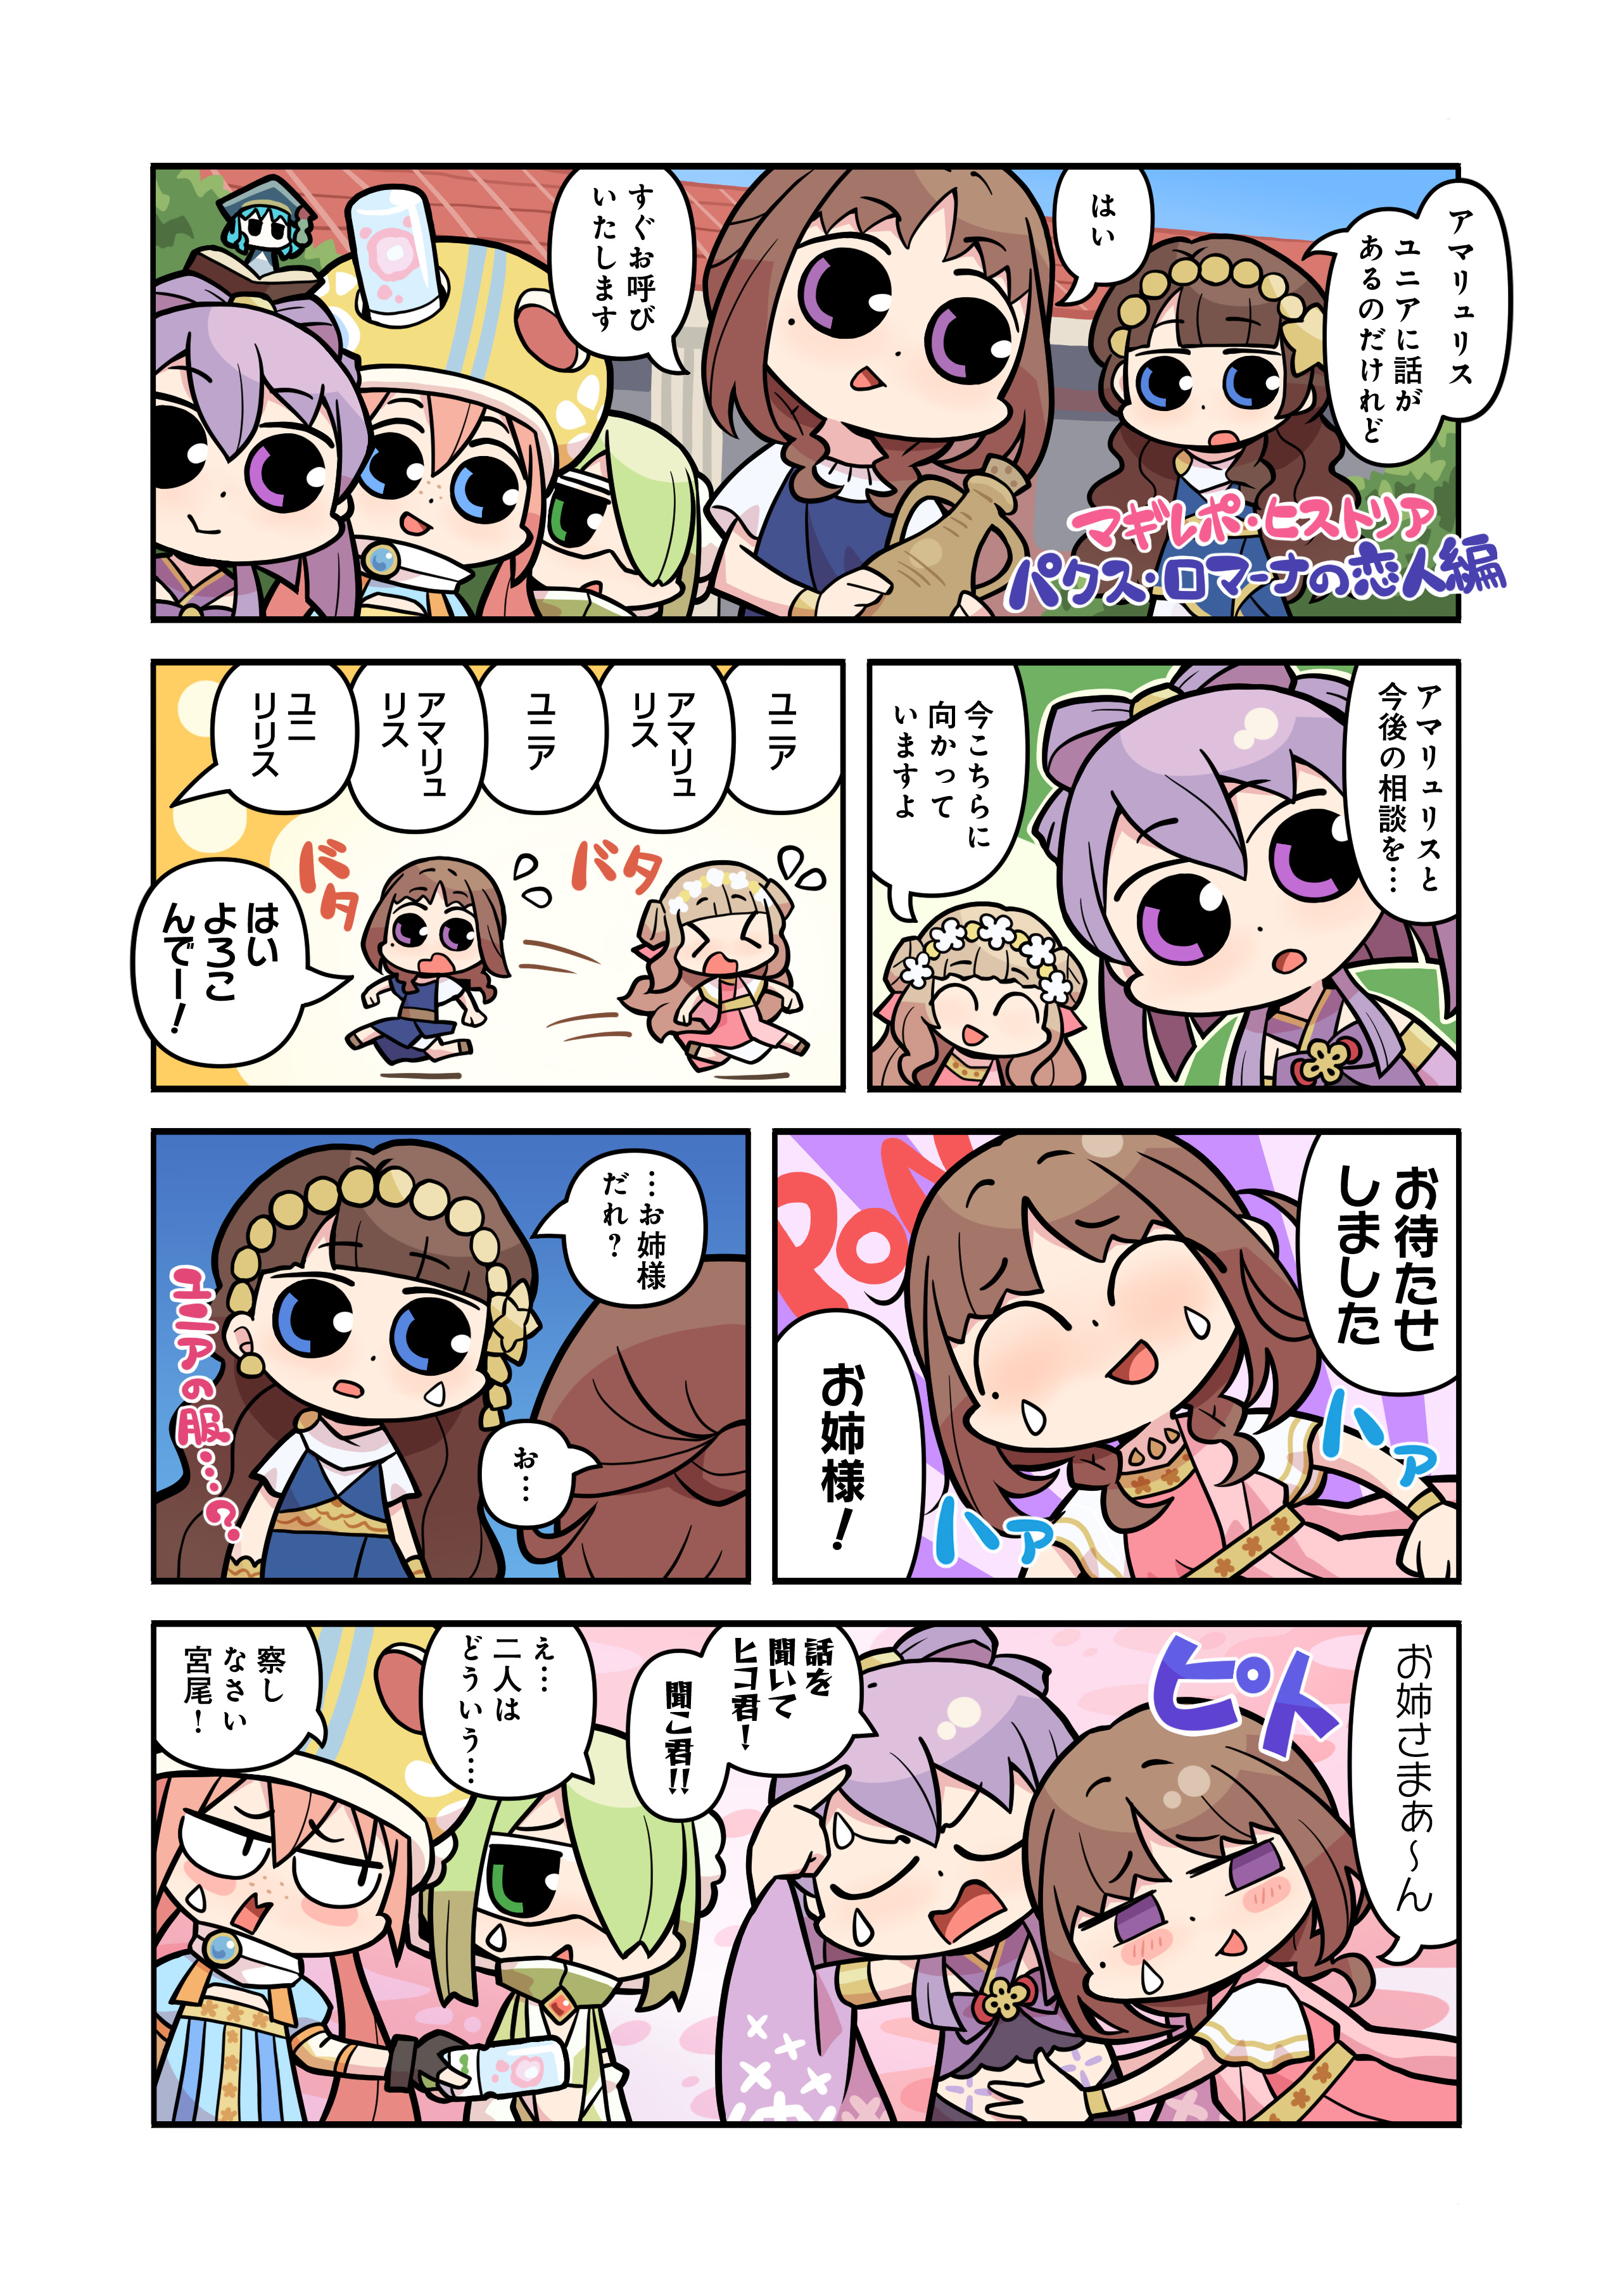 アマリュリス
ユニアに話が
あるのだけれど
はい
すぐお呼び
いたします
マギレポ・ヒストリア
パクス・ロマーナの恋人編
アマリュリスと
今後の相談を…
今こちらに
向かって
いますよ
ユニア
アマリュ
リス
ユニア
アマリュ
リス
ユニ
リリス
バタ
バタ
はい
よろこ
んでー!
お待たせ
しました
お姉様!
ハァ
ハァ
PON
…お姉様
だれ?
お…
ユニアの服…?
お姉さまぁ～ん
ピト
話を
聞いて
ヒコ君!
聞こ君!!
え…
二人は
どういう…
察し
なさい
宮尾!